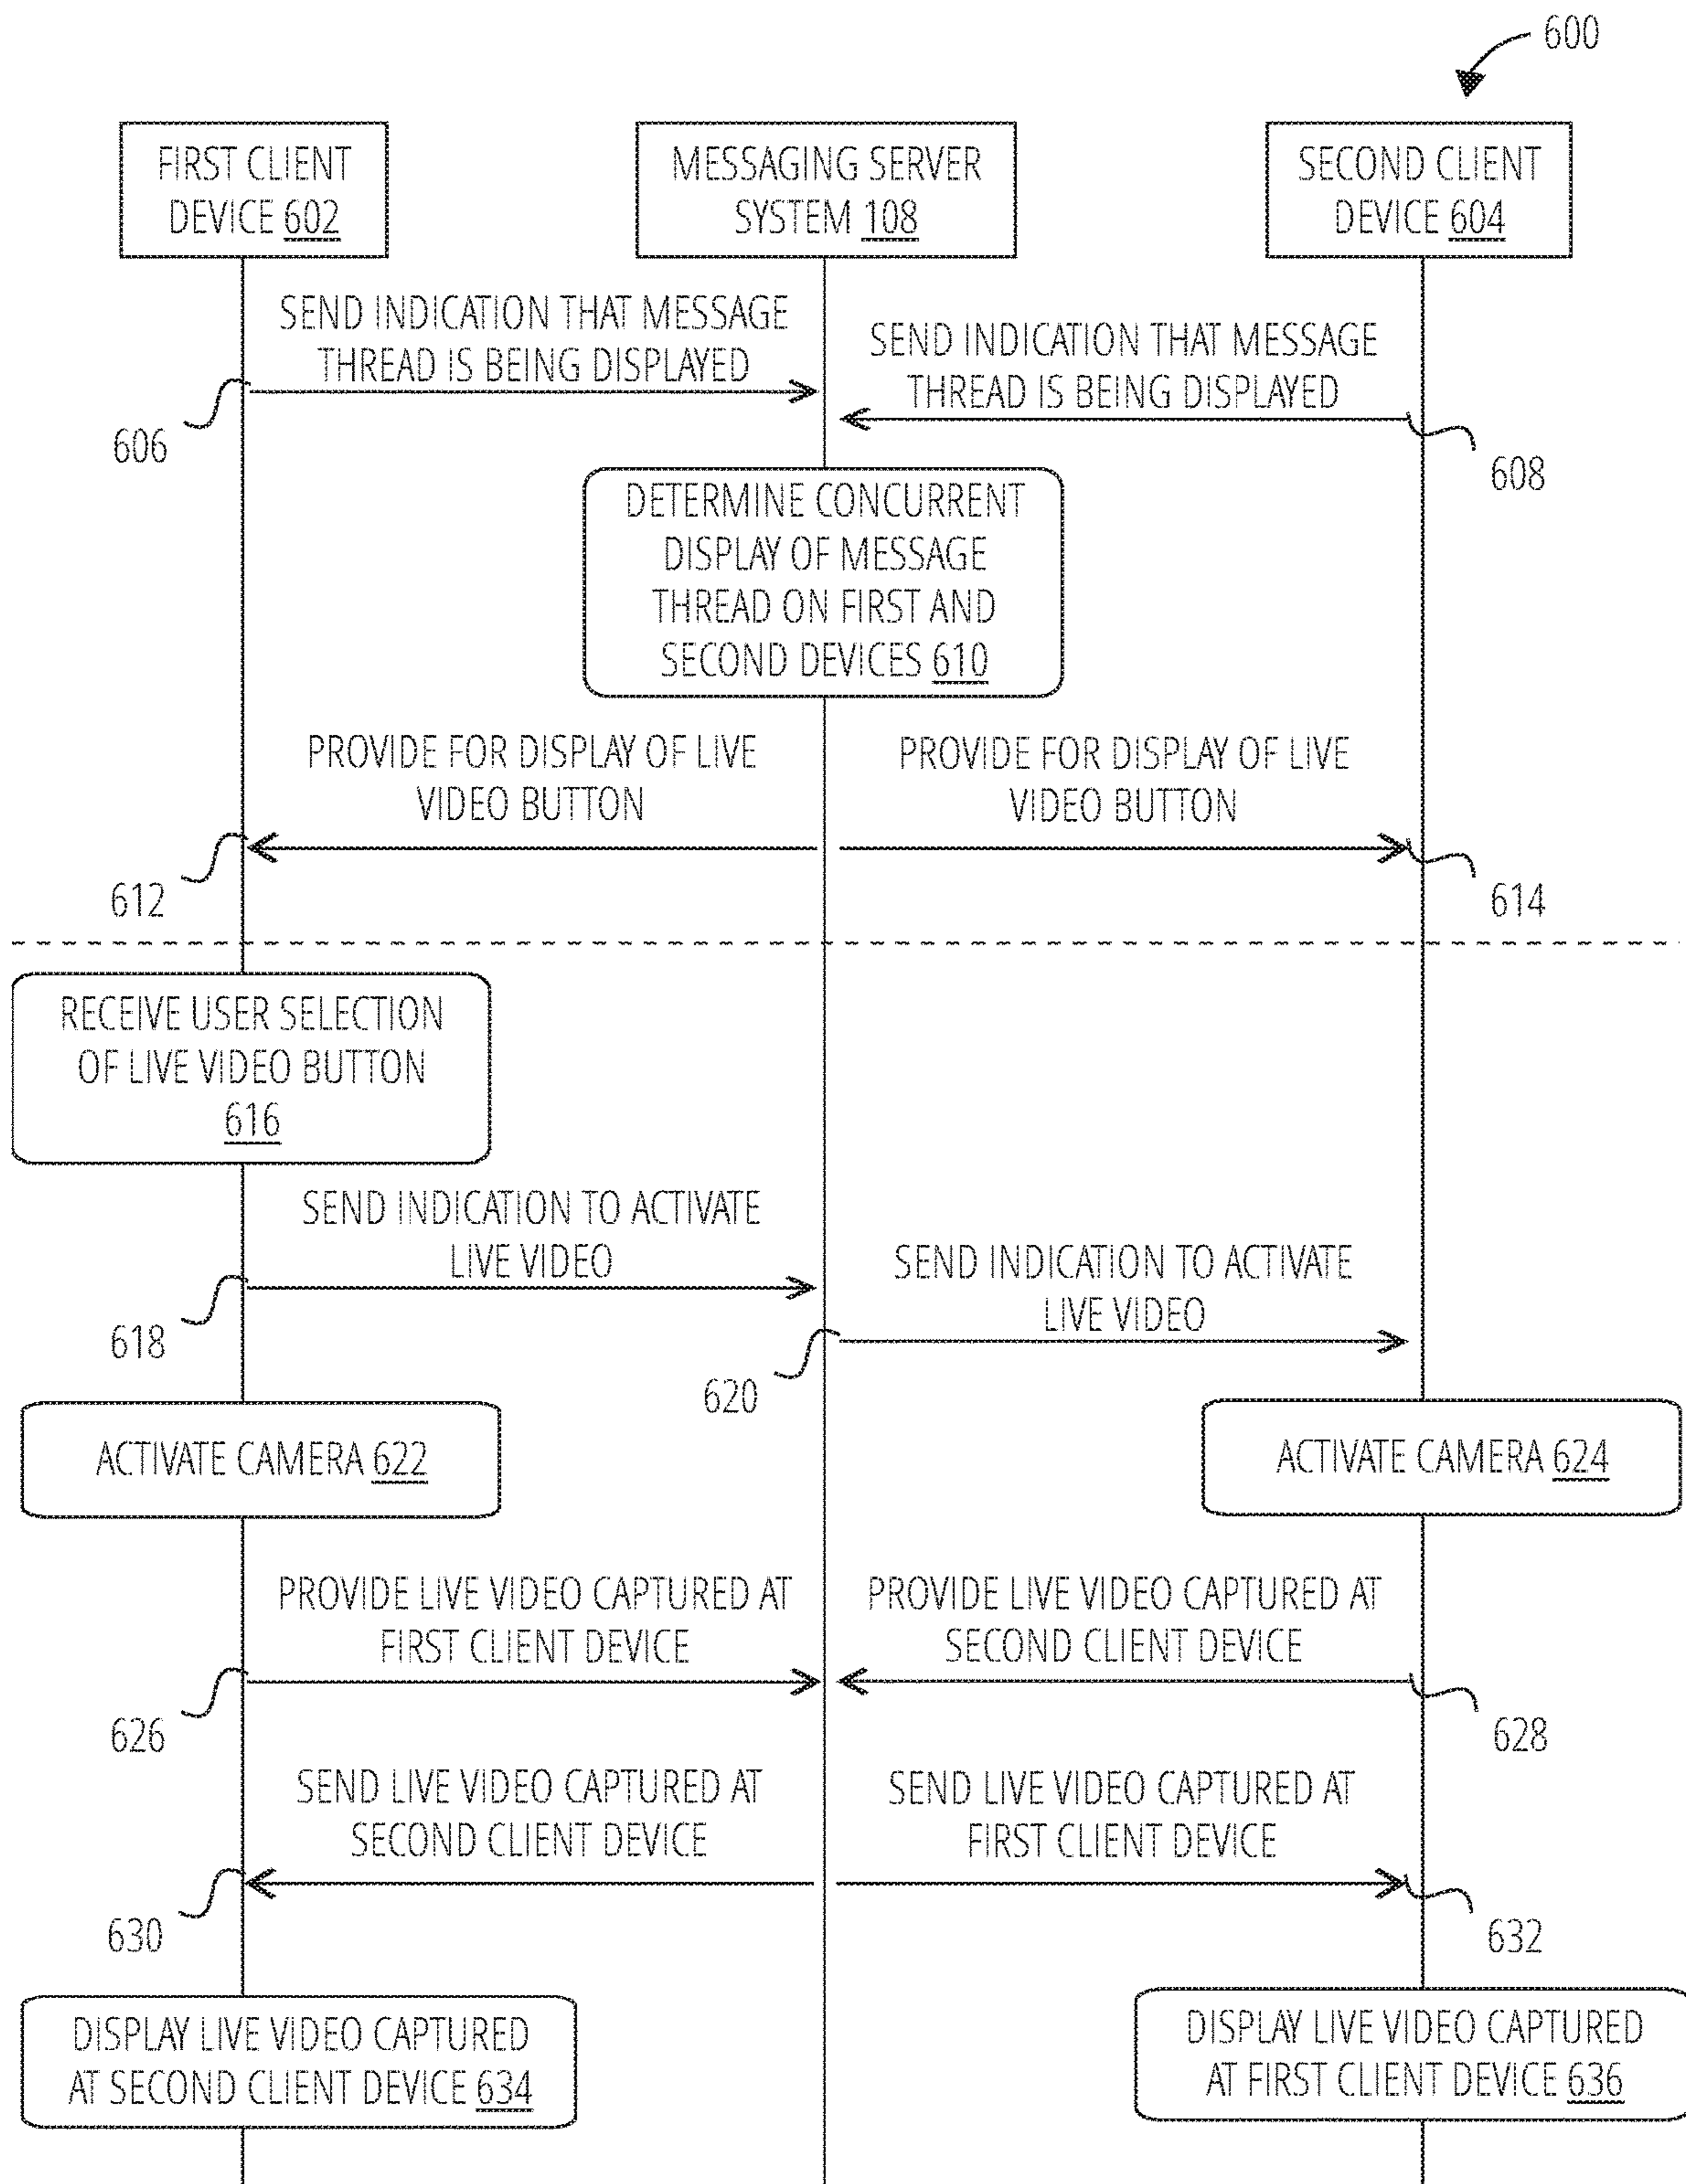 600
FIRST CLIENT
DEVICE 602
MESSAGING SERVER
SYSTEM 108
SECOND CLIENT
DEVICE 604
SEND INDICATION THAT MESSAGE
THREAD IS BEING DISPLAYED
606
SEND INDICATION THAT MESSAGE
THREAD IS BEING DISPLAYED
608
DETERMINE CONCURRENT
DISPLAY OF MESSAGE
THREAD ON FIRST AND
SECOND DEVICES 610
PROVIDE FOR DISPLAY OF LIVE
VIDEO BUTTON
612
PROVIDE FOR DISPLAY OF LIVE
VIDEO BUTTON
614
RECEIVE USER SELECTION
OF LIVE VIDEO BUTTON
616
SEND INDICATION TO ACTIVATE
LIVE VIDEO
618
SEND INDICATION TO ACTIVATE
LIVE VIDEO
620
ACTIVATE CAMERA 622
ACTIVATE CAMERA 624
PROVIDE LIVE VIDEO CAPTURED AT
FIRST CLIENT DEVICE
626
PROVIDE LIVE VIDEO CAPTURED AT
SECOND CLIENT DEVICE
628
SEND LIVE VIDEO CAPTURED AT
SECOND CLIENT DEVICE
630
SEND LIVE VIDEO CAPTURED AT
FIRST CLIENT DEVICE
632
DISPLAY LIVE VIDEO CAPTURED
AT SECOND CLIENT DEVICE 634
DISPLAY LIVE VIDEO CAPTURED
AT FIRST CLIENT DEVICE 636